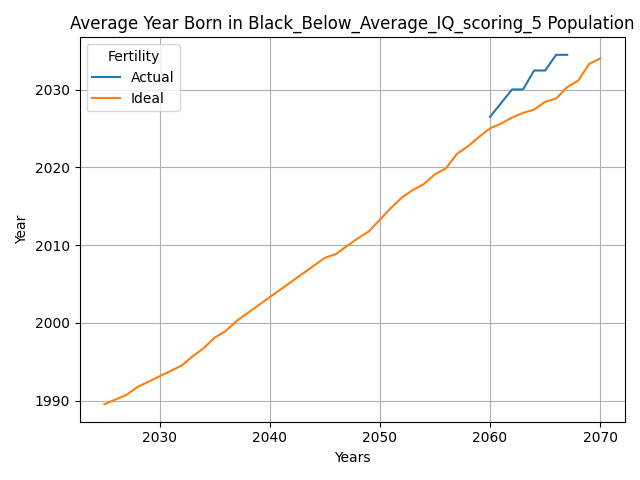 Average Year Born in Black_Below_Average_IQ_scoring_5 Population
Fertility
Actual
Ideal
Year
2030
2020
2010
2000
1990
2030 2040 2050 2060 2070
Years